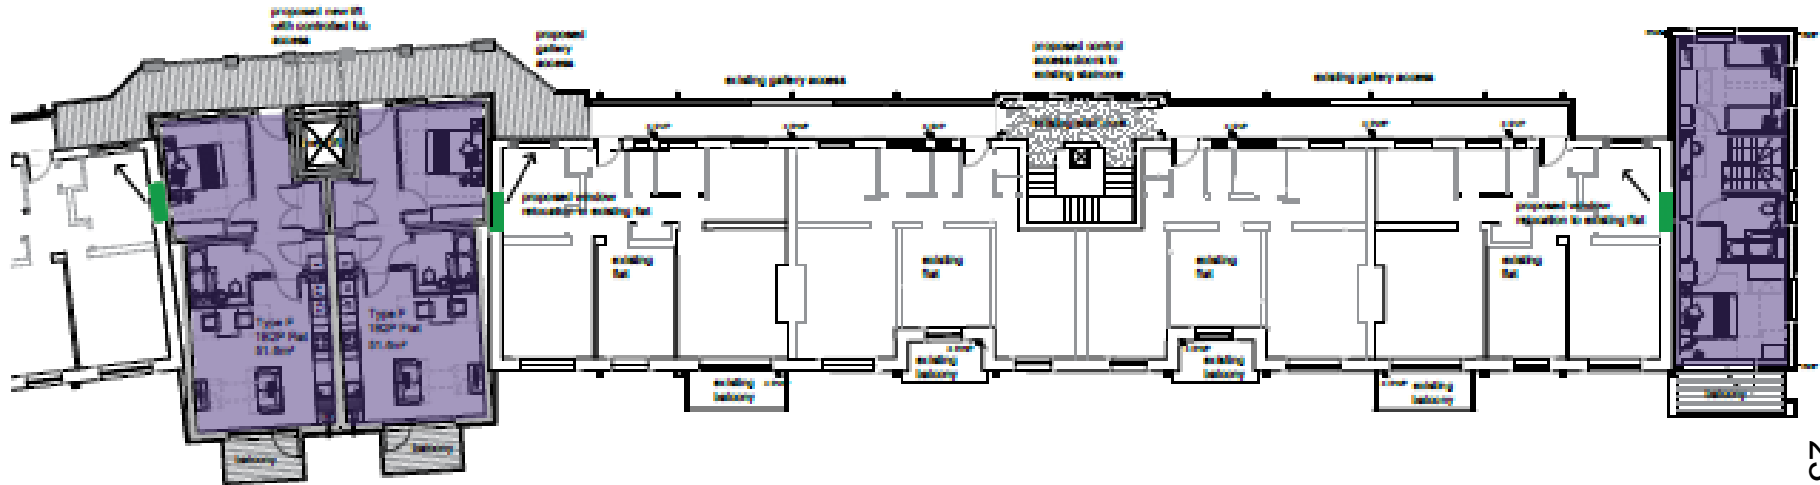 proposed new lift
with controlled fob
access
proposed
gallery
access
existing gallery access
proposed control
access doors to
existing staircore
existing gallery access
existing stair core
proposed window
relocation to existing flat
proposed window
relocation to existing flat
existing
flat
existing
flat
existing
flat
existing
flat
Type F
1B2P Flat
Type F
1B2P Flat
existing
balcony
existing
balcony
existing
balcony
existing
balcony
balcony
balcony
balcony